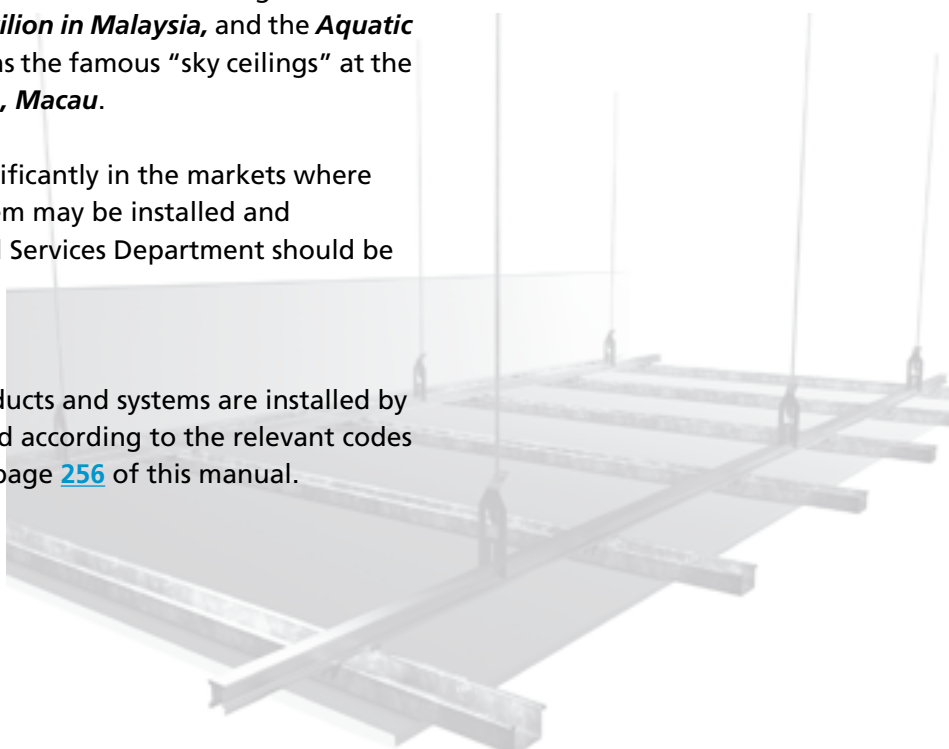 ilion in Malaysia, and the Aquatic
as the famous “sky ceilings” at the
, Macau.
ificantly in the markets where
em may be installed and
l Services Department should be
ducts and systems are installed by
d according to the relevant codes
page 256 of this manual.